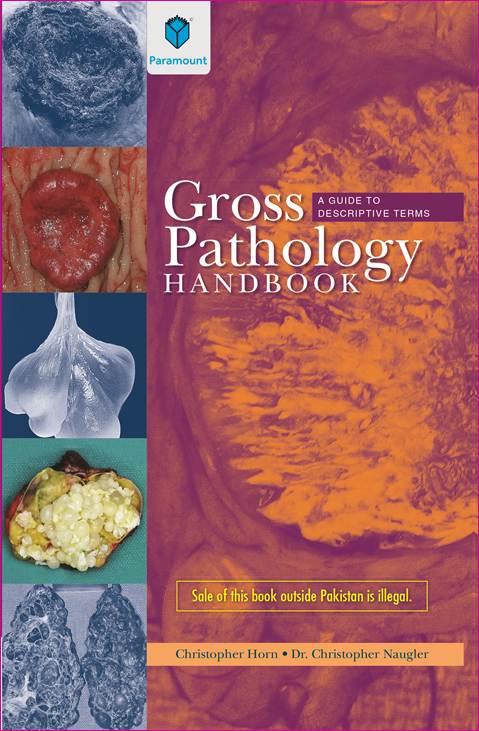 Paramount
Gross
A GUIDE TO
DESCRIPTIVE TERMS
Pathology
HANDBOOK
Sale of this book outside Pakistan is illegal.
Christopher Horn • Dr. Christopher Naugler